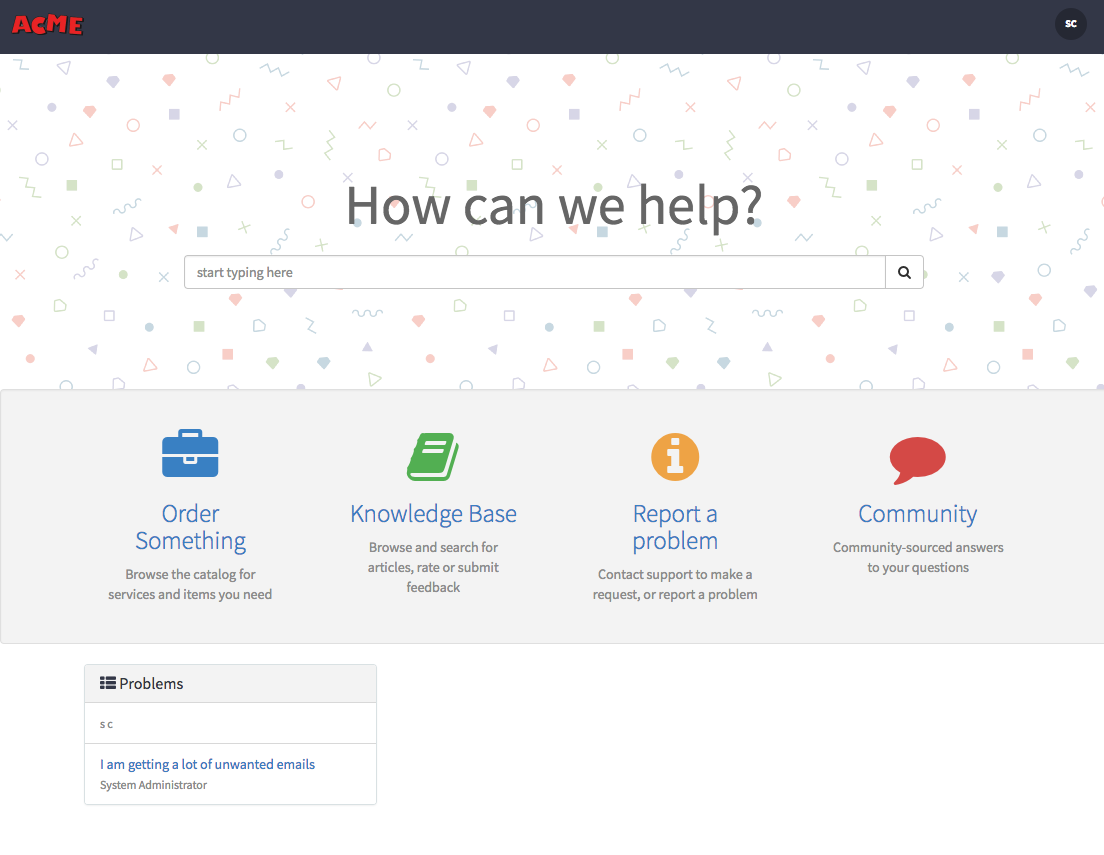 ACME
sc
How can we help?
start typing here
Order
Something
Browse the catalog for
services and items you need
Knowledge Base
Browse and search for
articles, rate or submit
feedback
Report a
problem
Contact support to make a
request, or report a problem
Community
Community-sourced answers
to your questions
Problems
s c
I am getting a lot of unwanted emails
System Administrator